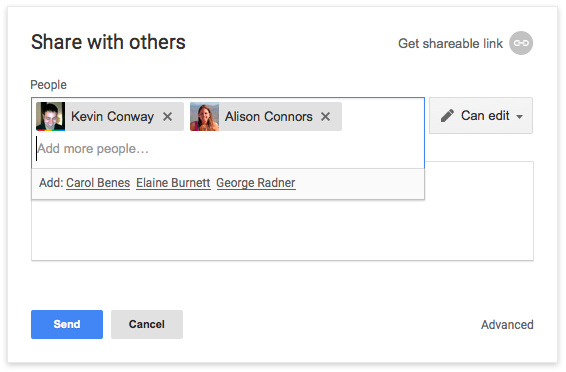 Share with others
Get shareable link
People
Kevin Conway Alison Connors
Can edit
Add more people…
Add: Carol Benes Elaine Burnett George Radner
Send Cancel
Advanced